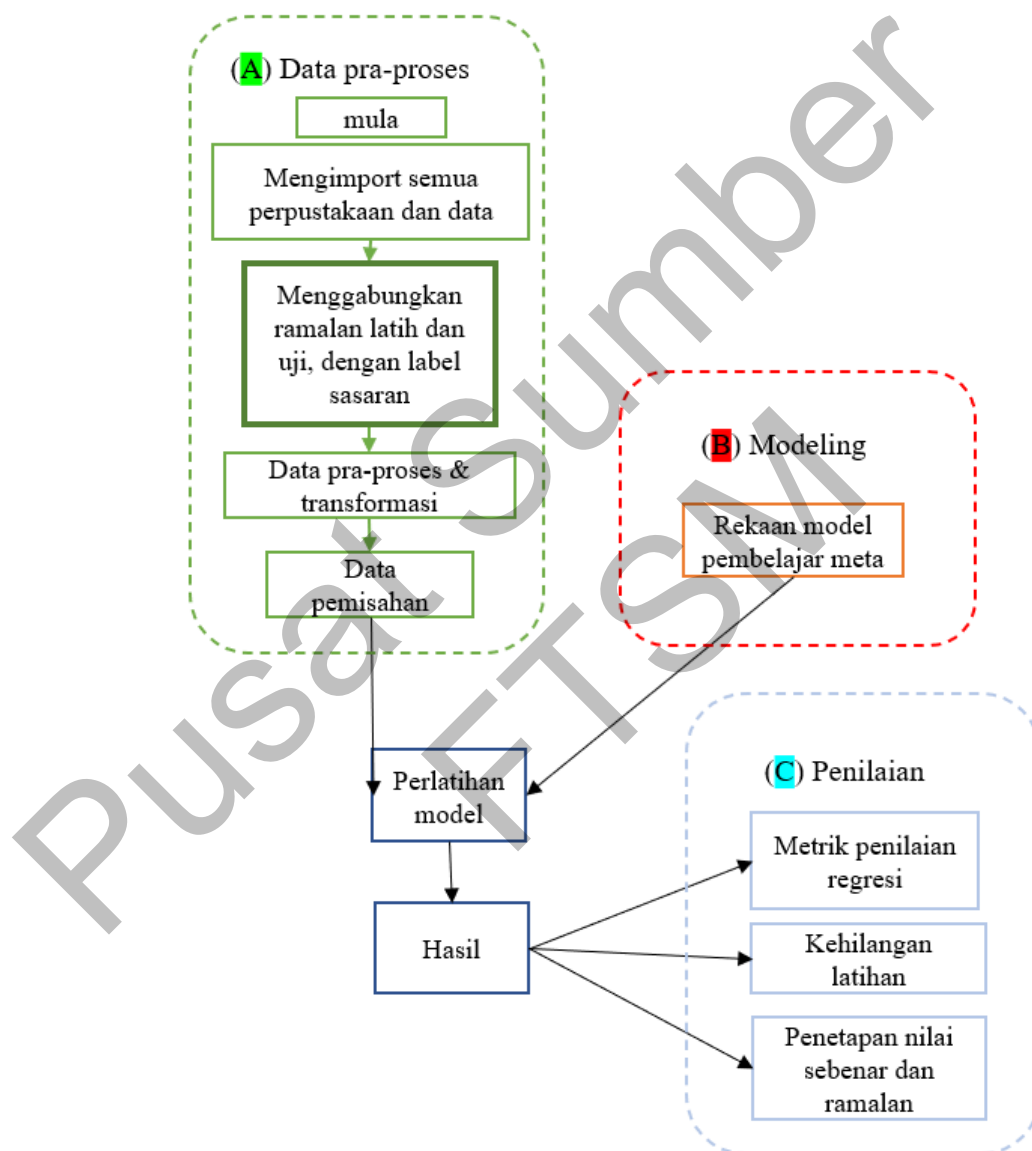 (A) Data pra-proses
mula
Mengimport semua
perpustakaan dan data
Menggabungkan
ramalan latih dan
uji, dengan label
sasaran
Data pra-proses &
transformasi
Data
pemisahan
(B) Modeling
Rekaan model
pembelajar meta
Perlatihan
model
Hasil
(C) Penilaian
Metrik penilaian
regresi
Kehilangan
latihan
Penetapan nilai
sebenar dan
ramalan
Pusat Sumber
FTSM